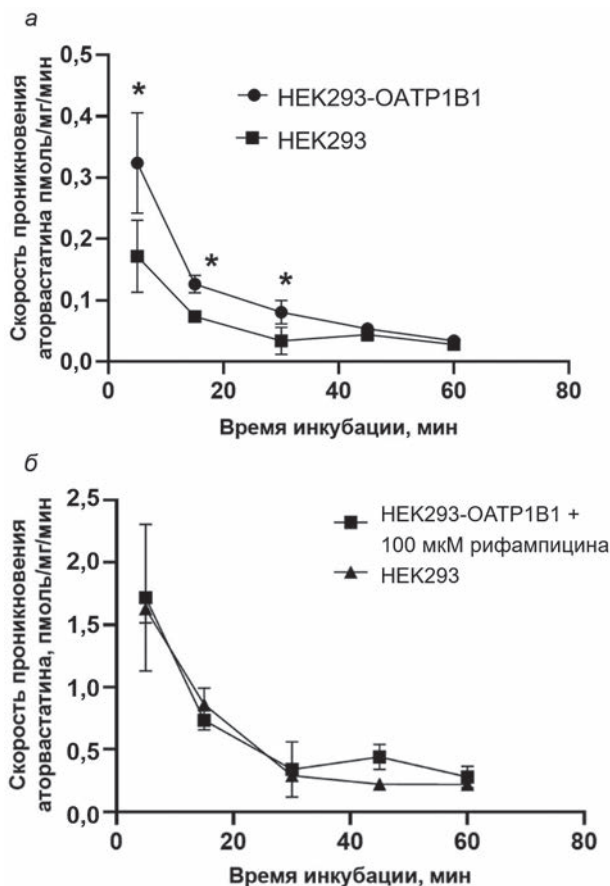 а
Скорость проникновения
аторвастатина пмоль/мг/мин
0,5
0,4
0,3
0,2
0,1
0,0
*
*
*
HEK293-OATP1B1
HEK293
0
20
40
60
80
Время инкубации, мин
б
Скорость проникновения
аторвастатина, пмоль/мг/мин
2,5
2,0
1,5
1,0
0,5
0,0
HEK293-OATP1B1 +
100 мкМ рифампицина
HEK293
0
20
40
60
80
Время инкубации, мин